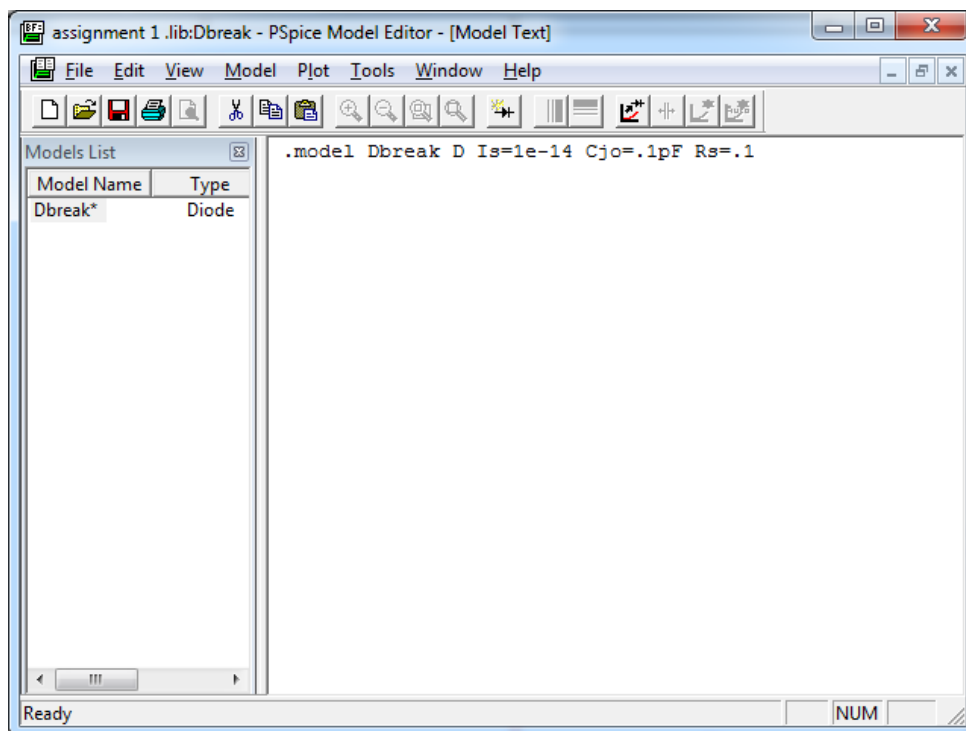 assignment 1 .lib:Dbreak - PSpice Model Editor - [Model Text]
File Edit View Model Plot Tools Window Help
Models List
.model Dbreak D Is=1e-14 Cjo=.1pF Rs=.1
Model Name Type
Dbreak* Diode
Ready
NUM